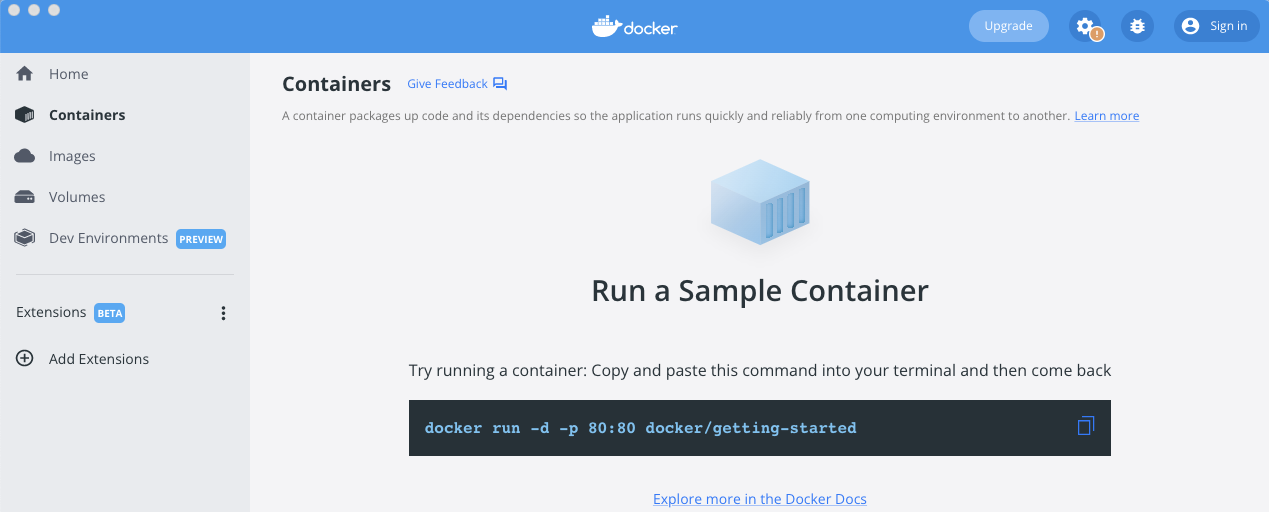 docker
Upgrade
!
Sign in
Home
Containers
Images
Volumes
Dev Environments PREVIEW
Extensions BETA
Add Extensions
Containers Give Feedback
A container packages up code and its dependencies so the application runs quickly and reliably from one computing environment to another. Learn more
Run a Sample Container
Try running a container: Copy and paste this command into your terminal and then come back
docker run -d -p 80:80 docker/getting-started
Explore more in the Docker Docs